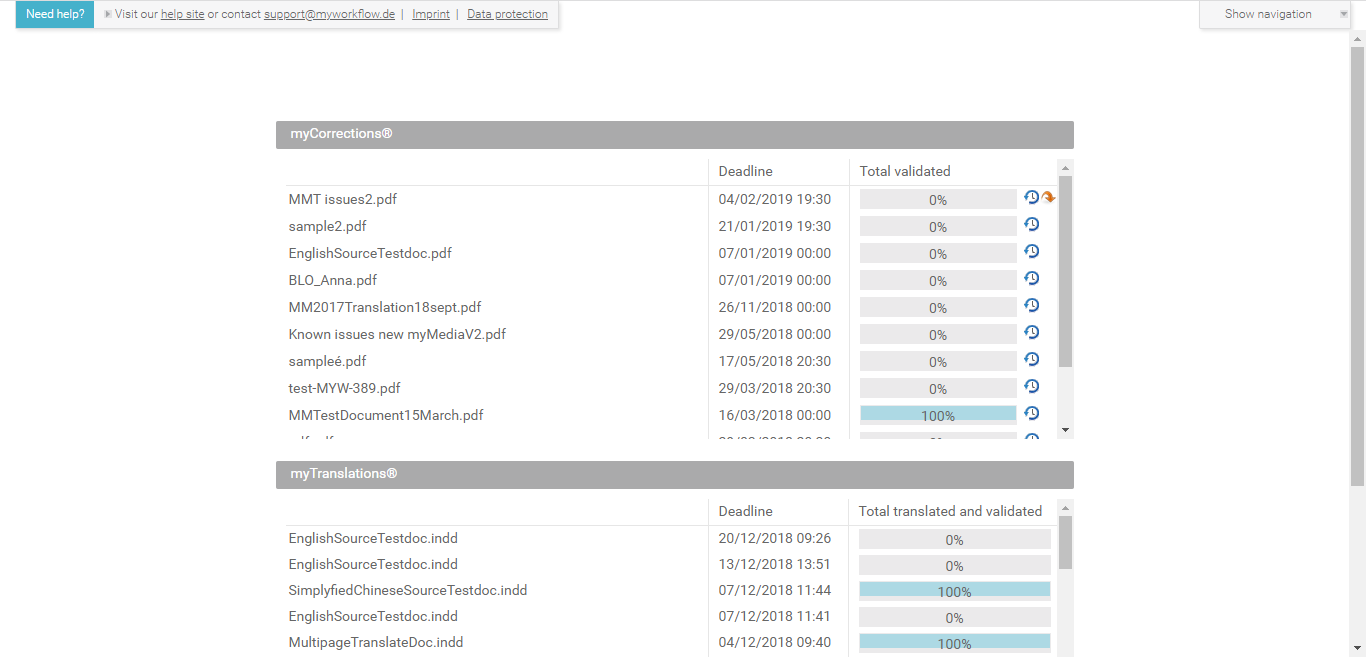 Need help? Visit our help site or contact support@myworkflow.de | Imprint | Data protection Show navigation
myCorrections®
Deadline Total validated
MMT issues2.pdf 04/02/2019 19:30 0%
sample2.pdf 21/01/2019 19:30 0%
EnglishSourceTestdoc.pdf 07/01/2019 00:00 0%
BLO_Anna.pdf 07/01/2019 00:00 0%
MM2017Translation18sept.pdf 26/11/2018 00:00 0%
Known issues new myMediaV2.pdf 29/05/2018 00:00 0%
sampleé.pdf 17/05/2018 20:30 0%
test-MYW-389.pdf 29/03/2018 20:30 0%
MMTestDocument15March.pdf 16/03/2018 00:00 100%
myTranslations®
Deadline Total translated and validated
EnglishSourceTestdoc.indd 20/12/2018 09:26 0%
EnglishSourceTestdoc.indd 13/12/2018 13:51 0%
SimplyfiedChineseSourceTestdoc.indd 07/12/2018 11:44 100%
EnglishSourceTestdoc.indd 07/12/2018 11:41 0%
MultipageTranslateDoc.indd 04/12/2018 09:40 100%